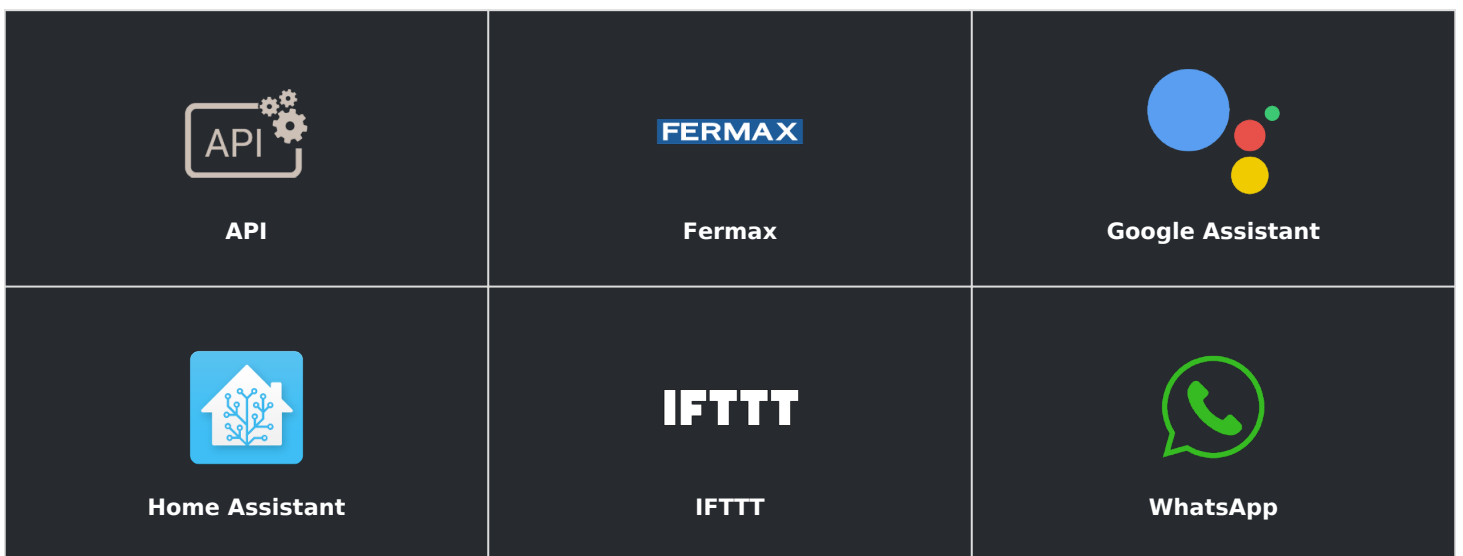 API
API
FERMAX
Fermax
Google Assistant
Home Assistant
IFTTT
IFTTT
WhatsApp